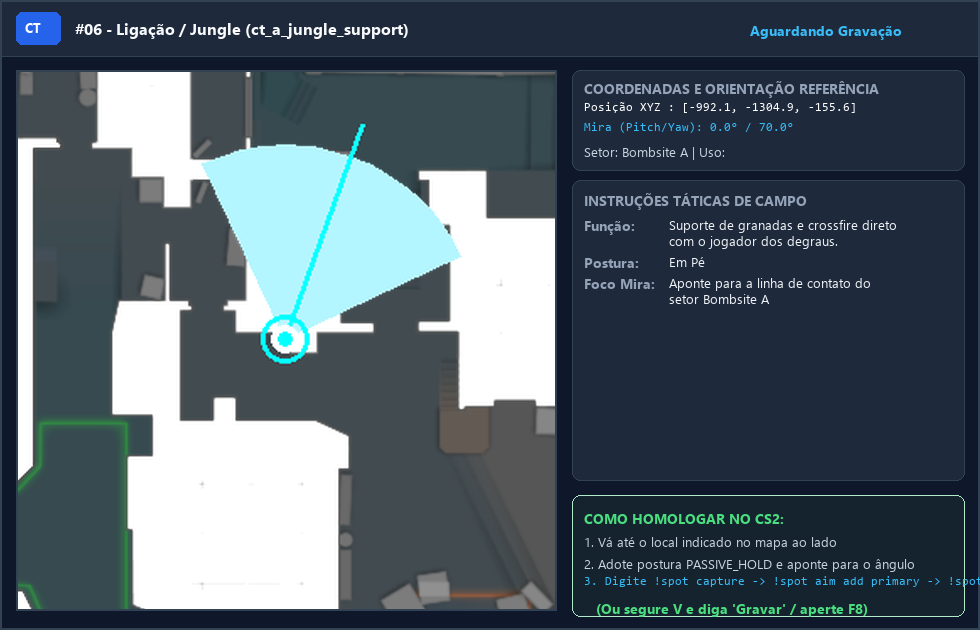 CT
#06 - Ligação / Jungle (ct_a_jungle_support)
Aguardando Gravação
COORDENADAS E ORIENTAÇÃO REFERÊNCIA
Posição XYZ : [-992.1, -1304.9, -155.6]
Mira (Pitch/Yaw): 0.0° / 70.0°
Setor: Bombsite A | Uso:
INSTRUÇÕES TÁTICAS DE CAMPO
Função: Suporte de granadas e crossfire direto
com o jogador dos degraus.
Postura: Em Pé
Foco Mira: Aponte para a linha de contato do
setor Bombsite A
COMO HOMOLOGAR NO CS2:
1. Vá até o local indicado no mapa ao lado
2. Adote postura PASSIVE_HOLD e aponte para o ângulo
3. Digite !spot capture -> !spot aim add primary -> !spot
(Ou segure V e diga 'Gravar' / aperte F8)